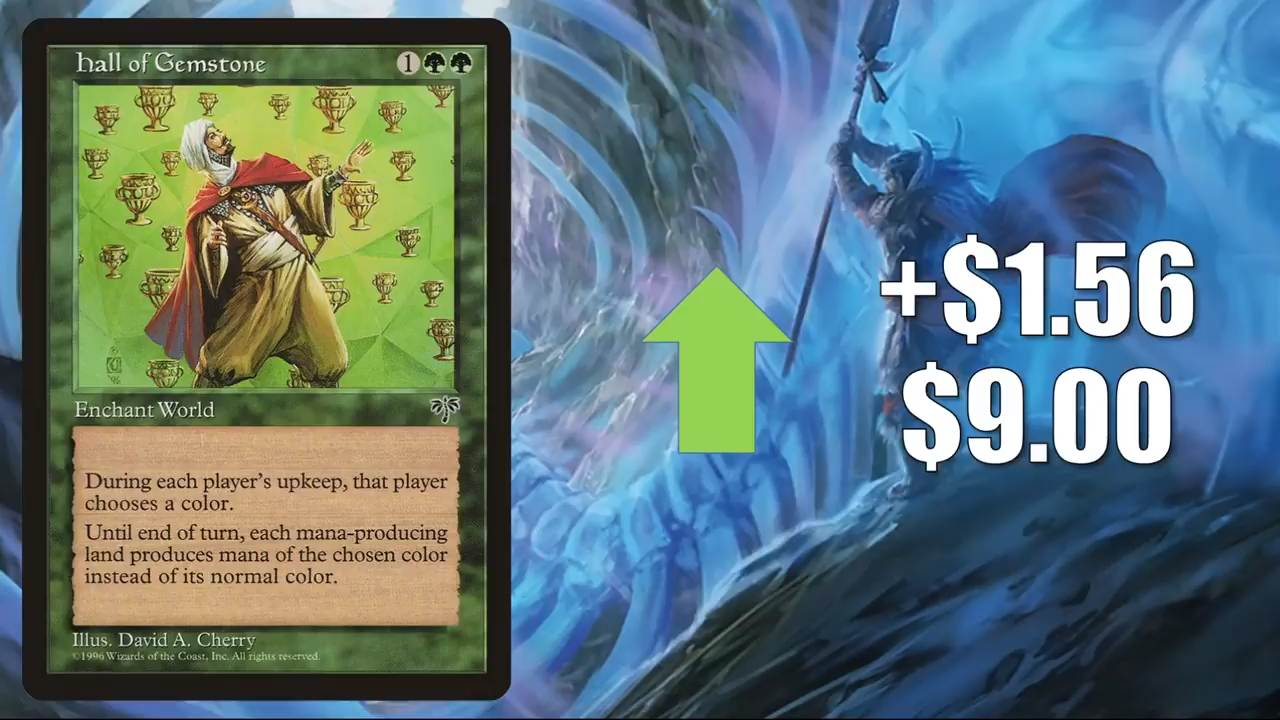 Hall of Gemstone 1
Enchant World
During each player's upkeep, that player
chooses a color.
Until end of turn, each mana-producing
land produces mana of the chosen color
instead of its normal color.
Illus. David A. Cherry
©1996 Wizards of the Coast, Inc. All rights reserved.
+$1.56
$9.00